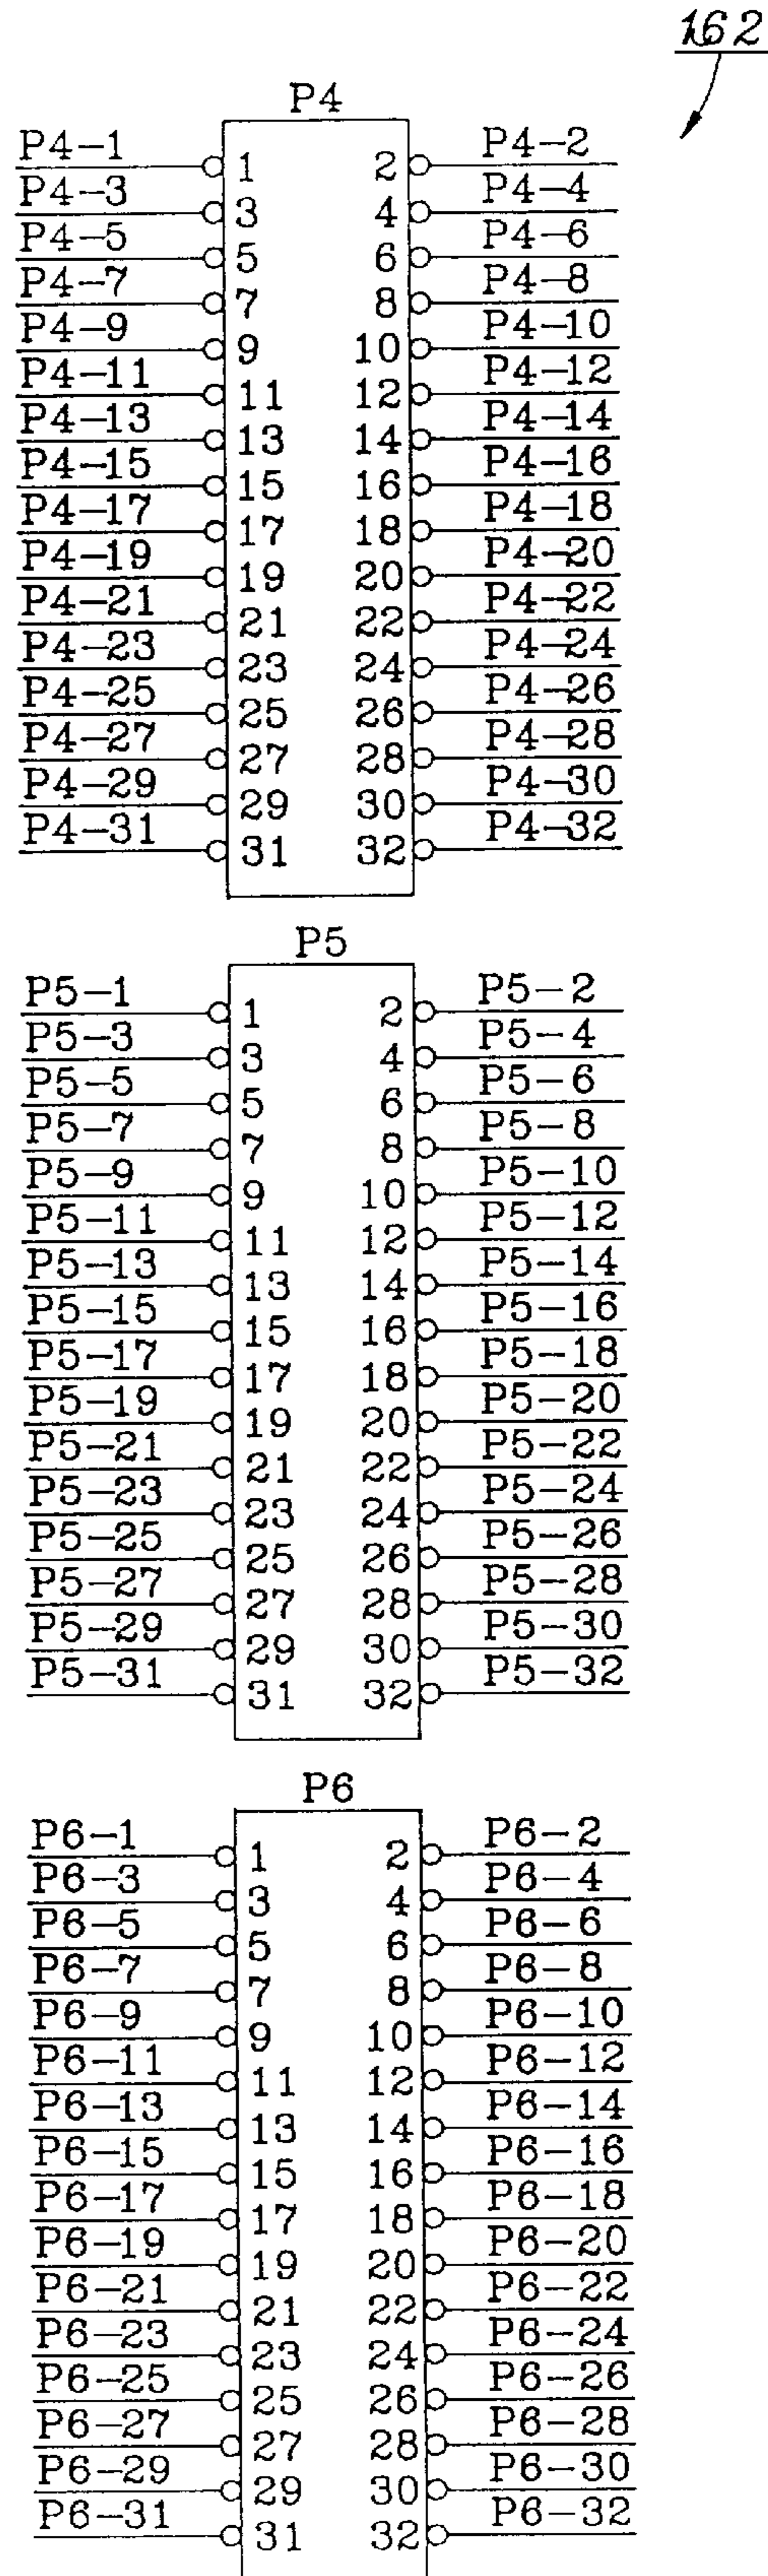 162
P4
P4-1 1 2 P4-2
P4-3 3 4 P4-4
P4-5 5 6 P4-6
P4-7 7 8 P4-8
P4-9 9 10 P4-10
P4-11 11 12 P4-12
P4-13 13 14 P4-14
P4-15 15 16 P4-16
P4-17 17 18 P4-18
P4-19 19 20 P4-20
P4-21 21 22 P4-22
P4-23 23 24 P4-24
P4-25 25 26 P4-26
P4-27 27 28 P4-28
P4-29 29 30 P4-30
P4-31 31 32 P4-32
P5
P5-1 1 2 P5-2
P5-3 3 4 P5-4
P5-5 5 6 P5-6
P5-7 7 8 P5-8
P5-9 9 10 P5-10
P5-11 11 12 P5-12
P5-13 13 14 P5-14
P5-15 15 16 P5-16
P5-17 17 18 P5-18
P5-19 19 20 P5-20
P5-21 21 22 P5-22
P5-23 23 24 P5-24
P5-25 25 26 P5-26
P5-27 27 28 P5-28
P5-29 29 30 P5-30
P5-31 31 32 P5-32
P6
P6-1 1 2 P6-2
P6-3 3 4 P6-4
P6-5 5 6 P6-6
P6-7 7 8 P6-8
P6-9 9 10 P6-10
P6-11 11 12 P6-12
P6-13 13 14 P6-14
P6-15 15 16 P6-16
P6-17 17 18 P6-18
P6-19 19 20 P6-20
P6-21 21 22 P6-22
P6-23 23 24 P6-24
P6-25 25 26 P6-26
P6-27 27 28 P6-28
P6-29 29 30 P6-30
P6-31 31 32 P6-32